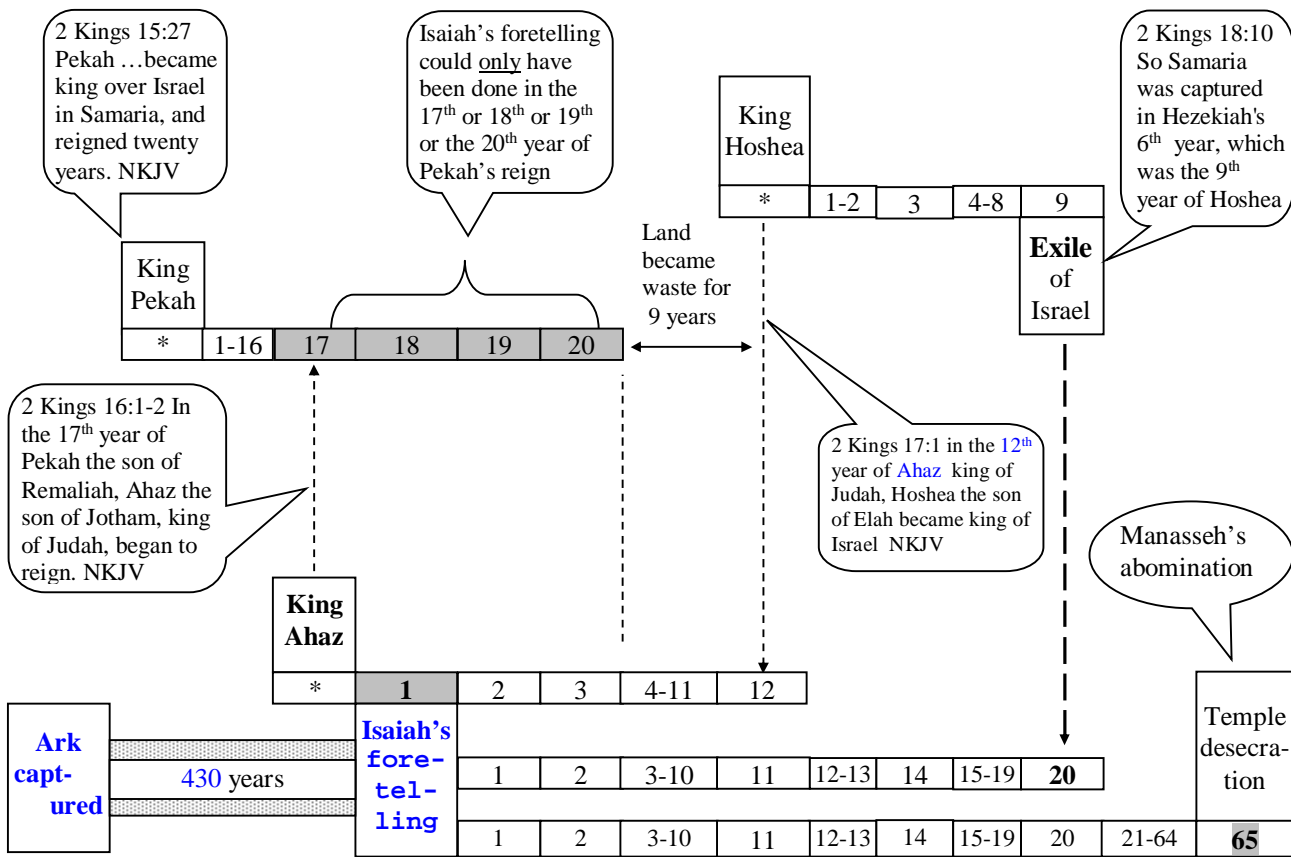 2 Kings 15:27
Pekah …became
king over Israel
in Samaria, and
reigned twenty
years. NKJV
Isaiah’s foretelling
could only have
been done in the
17th or 18th or 19th
or the 20th year of
Pekah’s reign
King
Hoshea
* 1-2 3 4-8 9
2 Kings 18:10
So Samaria
was captured
in Hezekiah's
6th year, which
was the 9th
year of Hoshea
Exile
of
Israel
King
Pekah
* 1-16 17 18 19 20
Land
became
waste for
9 years
2 Kings 16:1-2 In
the 17th year of
Pekah the son of
Remaliah, Ahaz the
son of Jotham, king
of Judah, began to
reign. NKJV
2 Kings 17:1 in the 12th
year of Ahaz king of
Judah, Hoshea the son
of Elah became king of
Israel NKJV
Manasseh’s
abomination
King
Ahaz
* 1 2 3 4-11 12
Ark
capt-
ured
430 years
Isaiah’s
fore-
tel-
ling
1 2 3-10 11 12-13 14 15-19 20
Temple
desecra-
tion
1 2 3-10 11 12-13 14 15-19 20 21-64 65